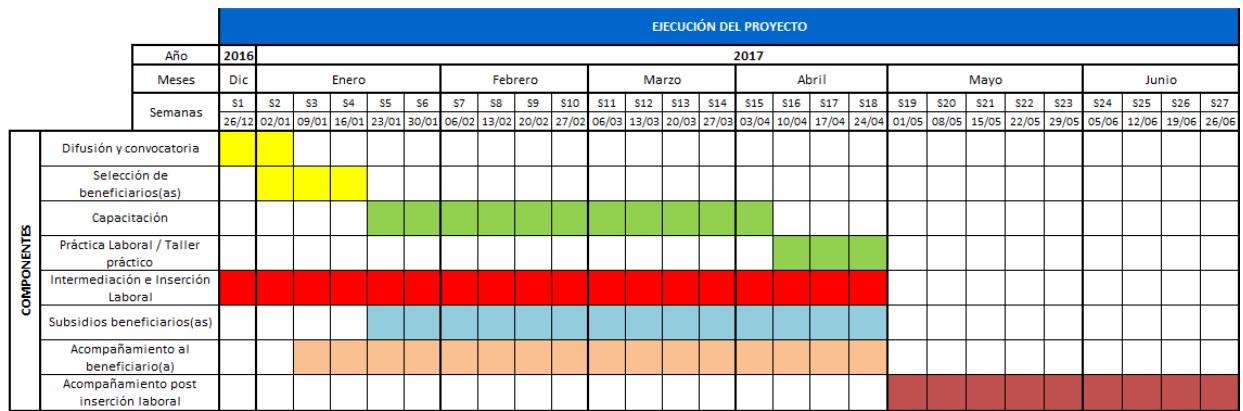 EJECUCIÓN DEL PROYECTO
Año 2016 2017
Meses Dic Enero Febrero Marzo Abril Mayo Junio
Semanas
S1 S2 S3 S4 S5 S6 S7 S8 S9 S10 S11 S12 S13 S14 S15 S16 S17 S18 S19 S20 S21 S22 S23 S24 S25 S26 S27
26/12 02/01 09/01 16/01 23/01 30/01 06/02 13/02 20/02 27/02 06/03 13/03 20/03 27/03 03/04 10/04 17/04 24/04 01/05 08/05 15/05 22/05 29/05 05/06 12/06 19/06 26/06
COMPONENTES
Difusión y convocatoria
Selección de
beneficiarios(as)
Capacitación
Práctica Laboral / Taller
práctico
Intermediación e Inserción
Laboral
Subsidios beneficiarios(as)
Acompañamiento al
beneficiario(a)
Acompañamiento post
inserción laboral